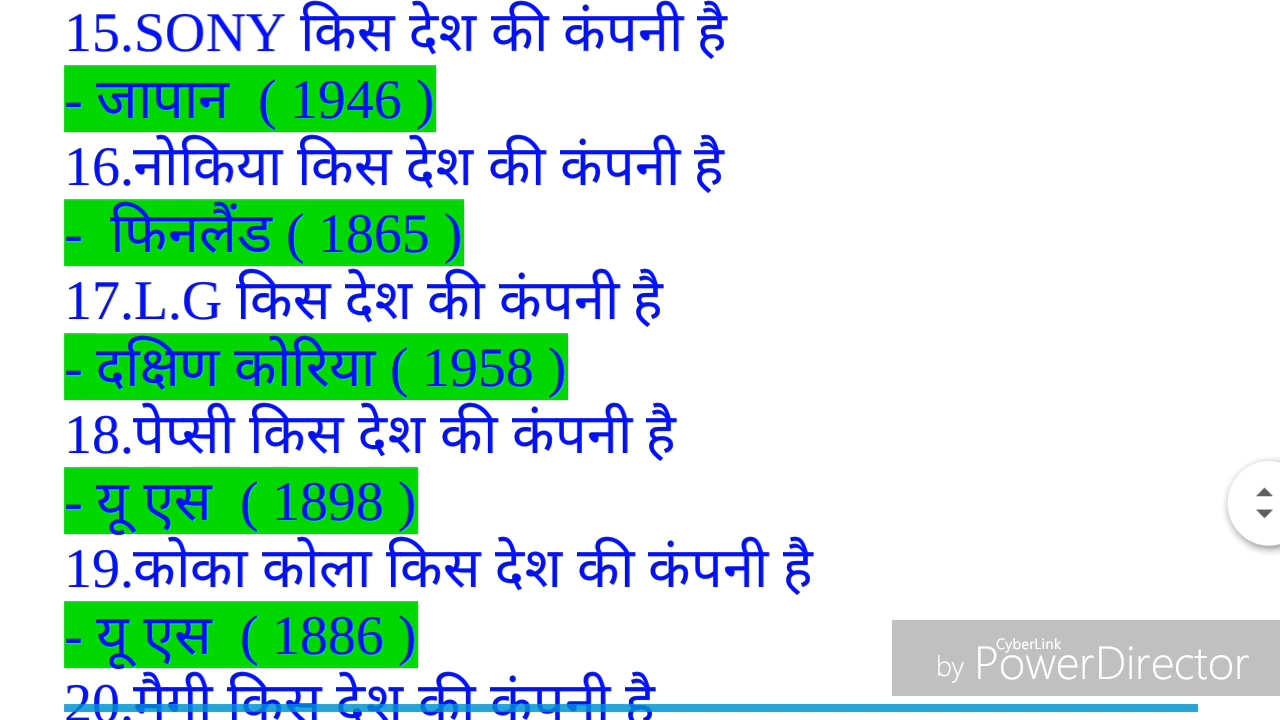 15.SONY किस देश की कंपनी है
- जापान ( 1946 )
16.नोकिया किस देश की कंपनी है
- फिनलैंड ( 1865 )
17.L.G किस देश की कंपनी है
- दक्षिण कोरिया ( 1958 )
18.पेप्सी किस देश की कंपनी है
- यू एस ( 1898 )
19.कोका कोला किस देश की कंपनी है
- यू एस ( 1886 )
20.मैगी किस देश की कंपनी है
CyberLink
by PowerDirector